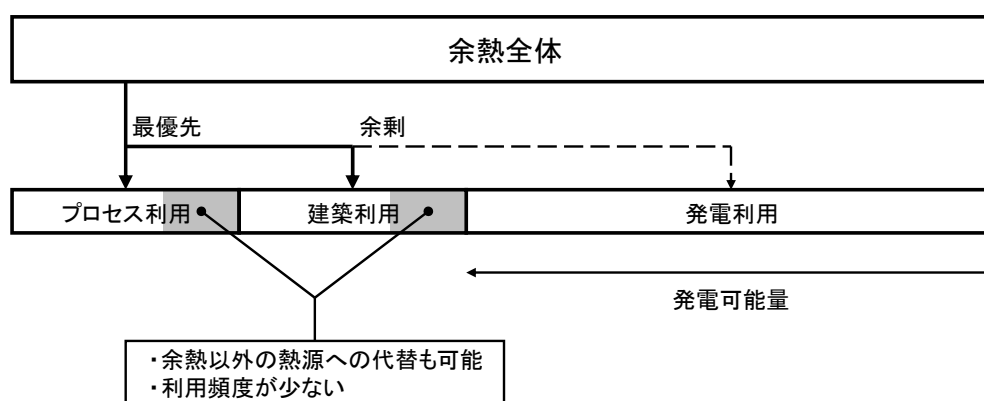 余熱全体
最優先
余剰
プロセス利用
建築利用
発電利用
発電可能量
・余熱以外の熱源への代替も可能
・利用頻度が少ない